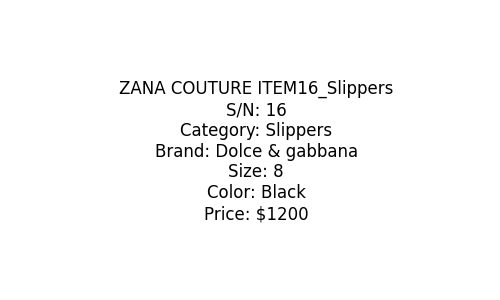 ZANA COUTURE ITEM16_Slippers
S/N: 16
Category: Slippers
Brand: Dolce & gabbana
Size: 8
Color: Black
Price: $1200